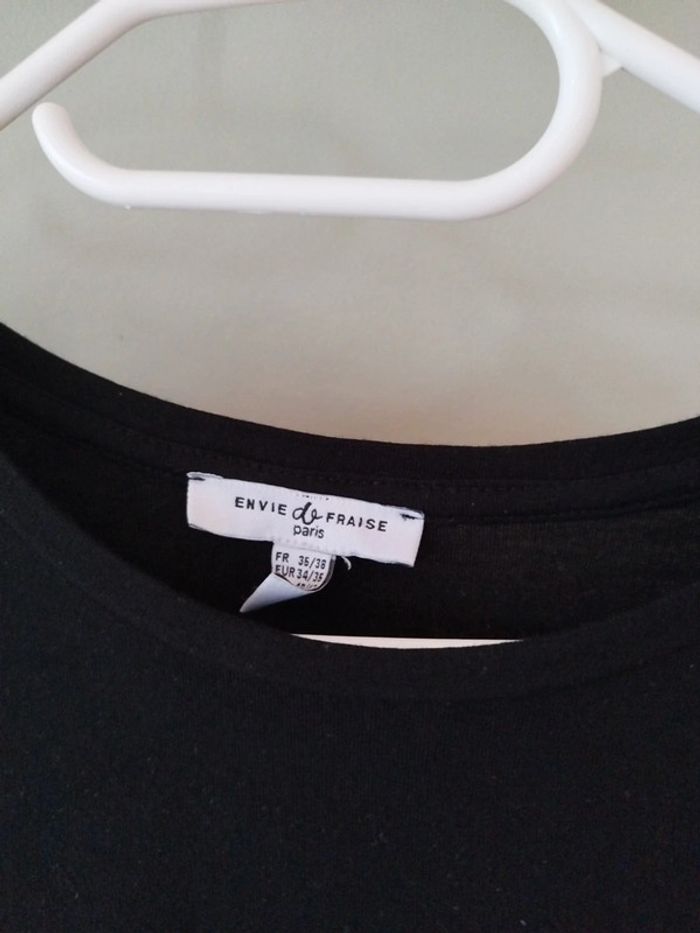 ENVIE de FRAISE
paris
FR 36/38
EUR 34/36